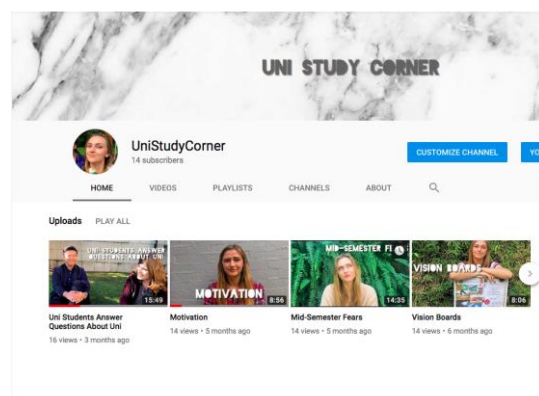 UNI STUDY CORNER
UniStudyCorner
14 subscribers
CUSTOMIZE CHANNEL
YO
HOME VIDEOS PLAYLISTS CHANNELS ABOUT
Uploads PLAY ALL
UNI STUDENTS ANSWER
QUESTIONS ABOUT UNI
15:49
MOTIVATION
8:56
MID-SEMESTER FE
14:35
VISION BOARDS
8:06
Uni Students Answer
Questions About Uni
16 views • 3 months ago
Motivation
14 views • 5 months ago
Mid-Semester Fears
14 views • 5 months ago
Vision Boards
14 views • 6 months ago